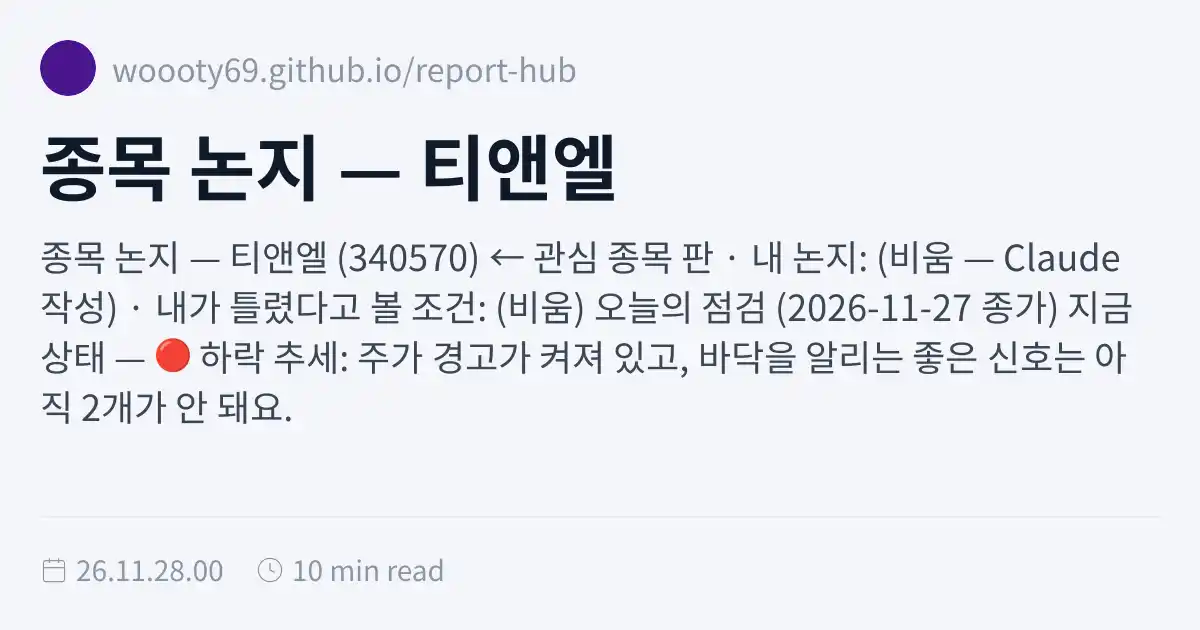 woooty69.github.io/report-hub
종목 논지 — 티앤엘
종목 논지 — 티앤엘 (340570) ← 관심 종목 판 · 내 논지: (비움 — Claude
작성) · 내가 틀렸다고 볼 조건: (비움) 오늘의 점검 (2026-11-27 종가) 지금
상태 — 🔴 하락 추세: 주가 경고가 켜져 있고, 바닥을 알리는 좋은 신호는 아
직 2개가 안 돼요.
26.11.28.00
10 min read